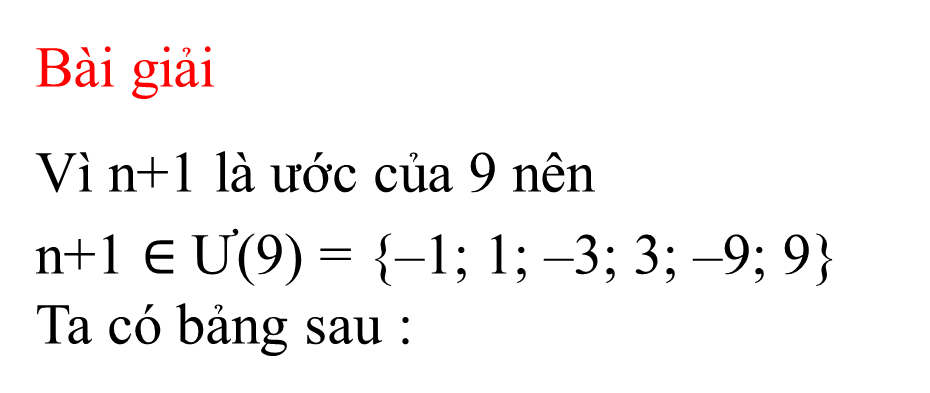 Bài giải
Vì n+1 là ước của 9 nên
n+1 ∈ Ư(9) = {–1; 1; –3; 3; –9; 9}
Ta có bảng sau :